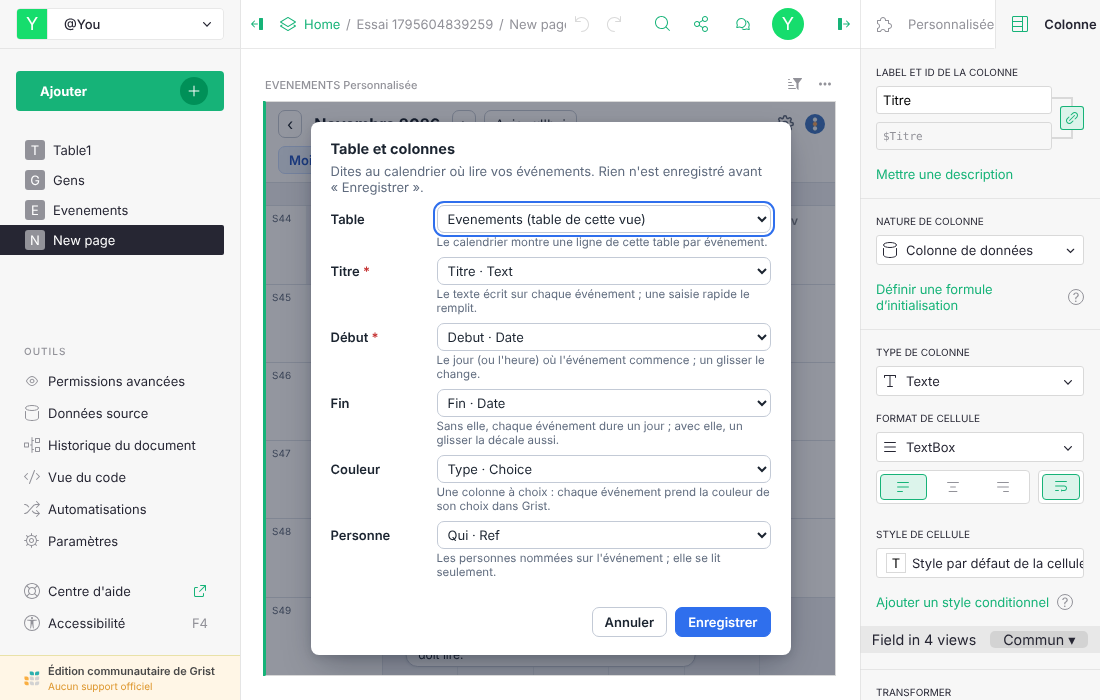 Y
@You
Home / Essai 1795604839259 / New page
Y
Personnalisée
Colonne
Ajouter
T Table1
G Gens
E Evenements
N New page
OUTILS
Permissions avancées
Données source
Historique du document
Vue du code
Automatisations
Paramètres
Centre d'aide
Accessibilité F4
Édition communautaire de Grist
Aucun support officiel
EVENEMENTS Personnalisée
S44
S45
S46
S47
S48
S49
Table et colonnes
Dites au calendrier où lire vos événements. Rien n'est enregistré avant
« Enregistrer ».
Table
Evenements (table de cette vue)
Le calendrier montre une ligne de cette table par événement.
Titre *
Titre · Text
Le texte écrit sur chaque événement ; une saisie rapide le
remplit.
Début *
Debut · Date
Le jour (ou l'heure) où l'événement commence ; un glisser le
change.
Fin
Fin · Date
Sans elle, chaque événement dure un jour ; avec elle, un
glisser la décale aussi.
Couleur
Type · Choice
Une colonne à choix : chaque événement prend la couleur de
son choix dans Grist.
Personne
Qui · Ref
Les personnes nommées sur l'événement ; elle se lit
seulement.
Annuler
Enregistrer
LABEL ET ID DE LA COLONNE
Titre
$Titre
Mettre une description
NATURE DE COLONNE
Colonne de données
Définir une formule
d'initialisation
?
TYPE DE COLONNE
Texte
FORMAT DE CELLULE
TextBox
STYLE DE CELLULE
T Style par défaut de la cellule
Ajouter un style conditionnel ?
Field in 4 views
Commun ▾
TRANSFORMER